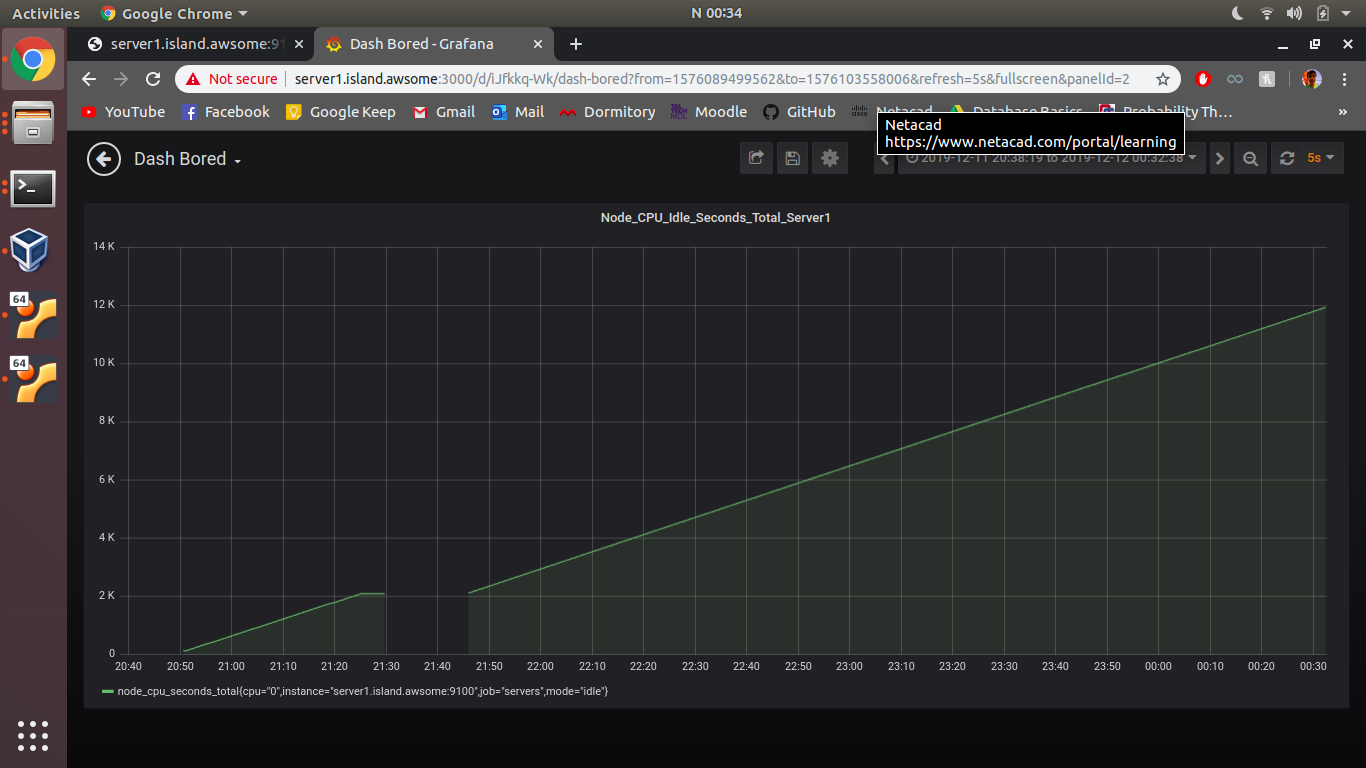 Activities
Google Chrome
N 00:34
server1.island.awsome:91
Dash Bored - Grafana
Not secure
server1.island.awsome:3000/d/iJfkkq-Wk/dash-bored?from=1576089499562&to=1576103558006&refresh=5s&fullscreen&panelId=2
YouTube
Facebook
Google Keep
Gmail
Mail
Dormitory
Moodle
GitHub
Netacad
Database Basics
Probability Th...
»
Netacad
https://www.netacad.com/portal/learning
Dash Bored
2019-12-11 20:38:19 to 2019-12-12 00:32:38
5s
64
64
Node_CPU_Idle_Seconds_Total_Server1
14 K
12 K
10 K
8 K
6 K
4 K
2 K
0
20:40 20:50 21:00 21:10 21:20 21:30 21:40 21:50 22:00 22:10 22:20 22:30 22:40 22:50 23:00 23:10 23:20 23:30 23:40 23:50 00:00 00:10 00:20 00:30
node_cpu_seconds_total{cpu="0",instance="server1.island.awsome:9100",job="servers",mode="idle"}